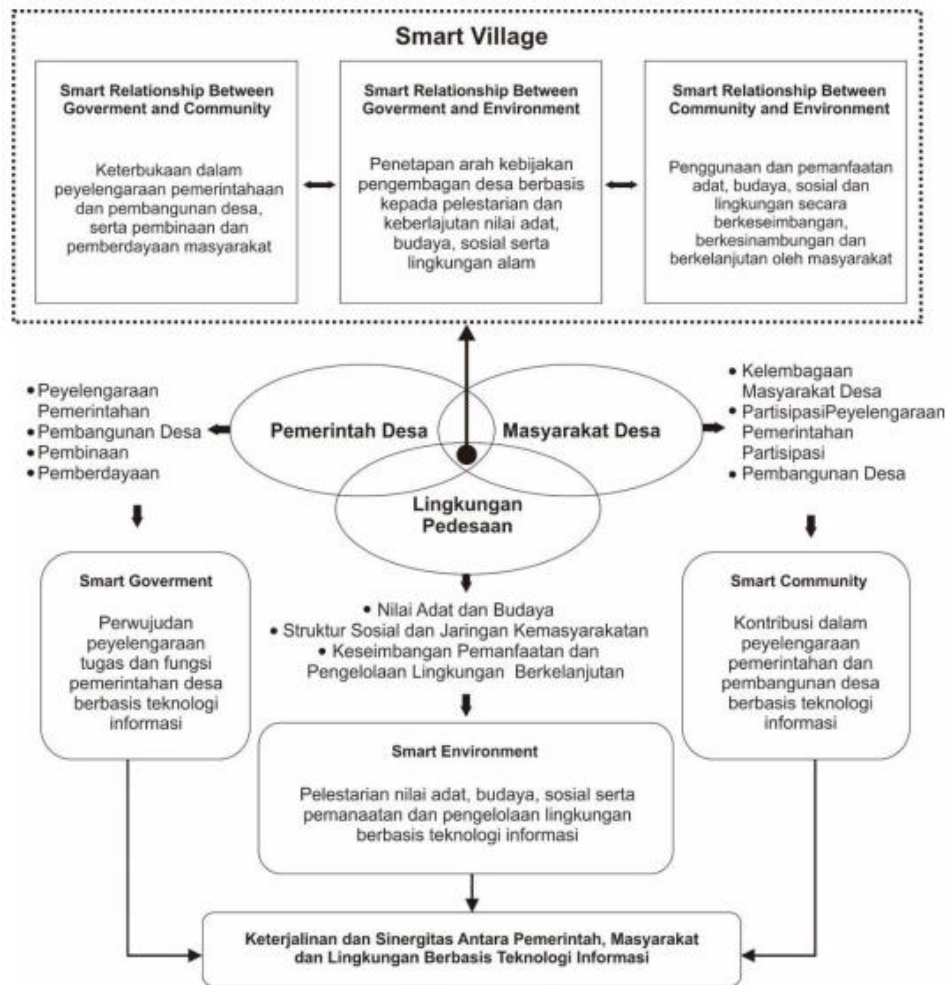 Smart Village
Smart Relationship Between
Goverment and Community
Keterbukaan dalam
peyelengaraan pemerintahaan
dan pembangunan desa,
serta pembinaan dan
pemberdayaan masyarakat
Smart Relationship Between
Goverment and Environment
Penetapan arah kebijakan
pengembagan desa berbasis
kepada pelestarian dan
keberlajutan nilai adat,
budaya, sosial serta
lingkungan alam
Smart Relationship Between
Community and Environment
Penggunaan dan pemanfaatan
adat, budaya, sosial dan
lingkungan secara
berkeseimbangan,
berkesinambungan dan
berkelanjutan oleh masyarakat
• Peyelengaraan
Pemerintahan
• Pembangunan Desa
• Pembinaan
• Pemberdayaan
Pemerintah Desa
Masyarakat Desa
Lingkungan
Pedesaan
• Kelembagaan
Masyarakat Desa
• PartisipasiPeyelengaraan
Pemerintahan
Partisipasi
• Pembangunan Desa
Smart Goverment
Perwujudan
peyelengaraan
tugas dan fungsi
pemerintahan desa
berbasis teknologi
informasi
• Nilai Adat dan Budaya
• Struktur Sosial dan Jaringan Kemasyarakatan
• Keseimbangan Pemanfaatan dan
Pengelolaan Lingkungan Berkelanjutan
Smart Community
Kontribusi dalam
peyelengaraan
pemerintahan dan
pembangunan desa
berbasis teknologi
informasi
Smart Environment
Pelestarian nilai adat, budaya, sosial serta
pemanaatan dan pengelolaan lingkungan
berbasis teknologi informasi
Keterjalinan dan Sinergitas Antara Pemerintah, Masyarakat
dan Lingkungan Berbasis Teknologi Informasi